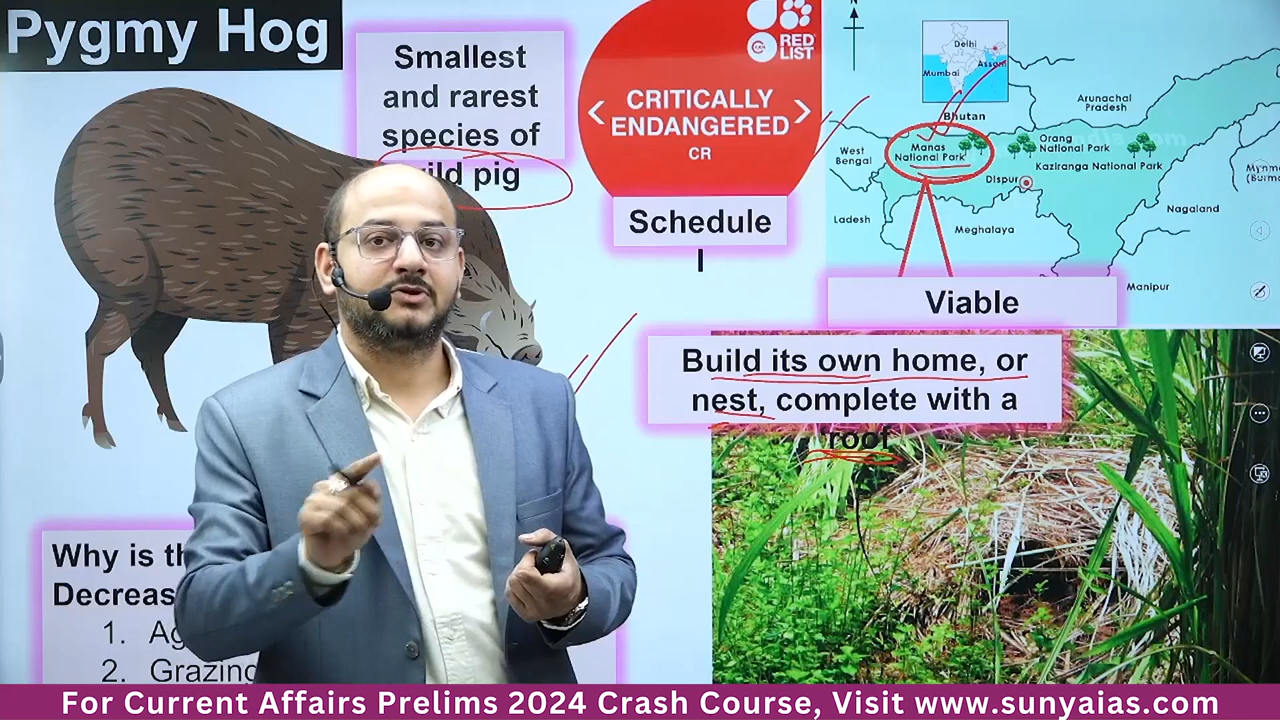 Pygmy Hog
Smallest
and rarest
species of
wild pig
RED
LIST
CRITICALLY
ENDANGERED
CR
Schedule
I
Delhi
Mumbai
Assam
Bhutan
Arunachal
Pradesh
West
Bengal
Manas
National Park
Orang
National Park
Kaziranga National Park
Dispur
Ladesh
Meghalaya
Nagaland
Manipur
Viable
Build its own home, or
nest, complete with a
roof
Why is th
Decreas
1. Ag
2. Grazing
For Current Affairs Prelims 2024 Crash Course, Visit www.sunyaias.com